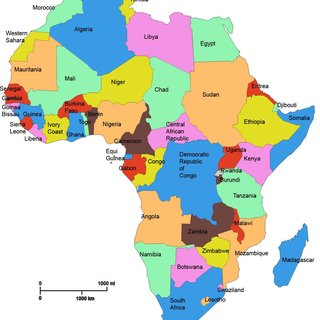 Morocco
Algeria
Libya
Egypt
Western
Sahara
Mauritania
Mali
Niger
Chad
Sudan
Eritrea
Djibouti
Senegal
Gambia
Guinea
Bissau
Guinea
Sierra
Leone
Liberia
Ivory
Coast
Burkina
Faso
Ghana
Togo
Benin
Nigeria
Cameroon
Central
African
Republic
Ethiopia
Somalia
Equi
Guinea
Gabon
Congo
Democratic
Republic
of
Congo
Uganda
Kenya
Rwanda
Burundi
Tanzania
Angola
Zambia
Malawi
Mozambique
Zimbabwe
Namibia
Botswana
Madagascar
Swaziland
Lesotho
South
Africa
0
1000 ml
0
1000 km